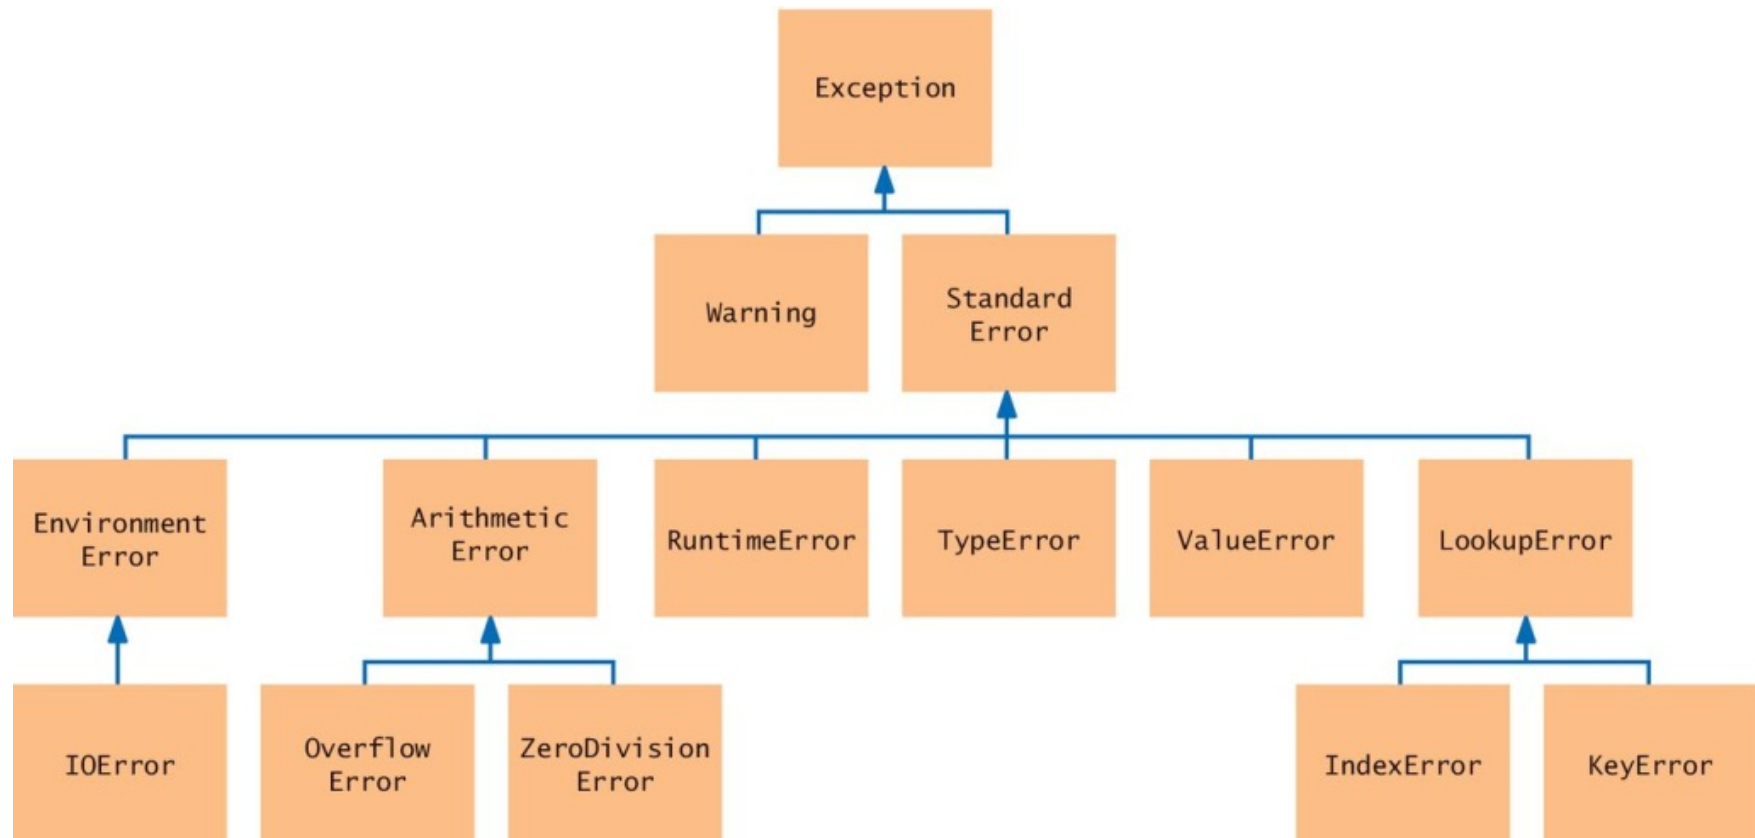 Exception
Warning
Standard
Error
Environment
Error
Arithmetic
Error
RuntimeError
TypeError
ValueError
LookupError
IOError
Overflow
Error
ZeroDivision
Error
IndexError
KeyError